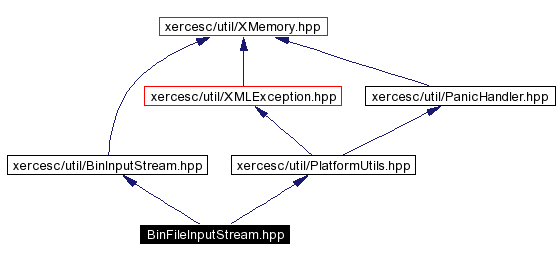 xercesc/util/XMemory.hpp
xercesc/util/XMLException.hpp
xercesc/util/PanicHandler.hpp
xercesc/util/BinInputStream.hpp
xercesc/util/PlatformUtils.hpp
BinFileInputStream.hpp